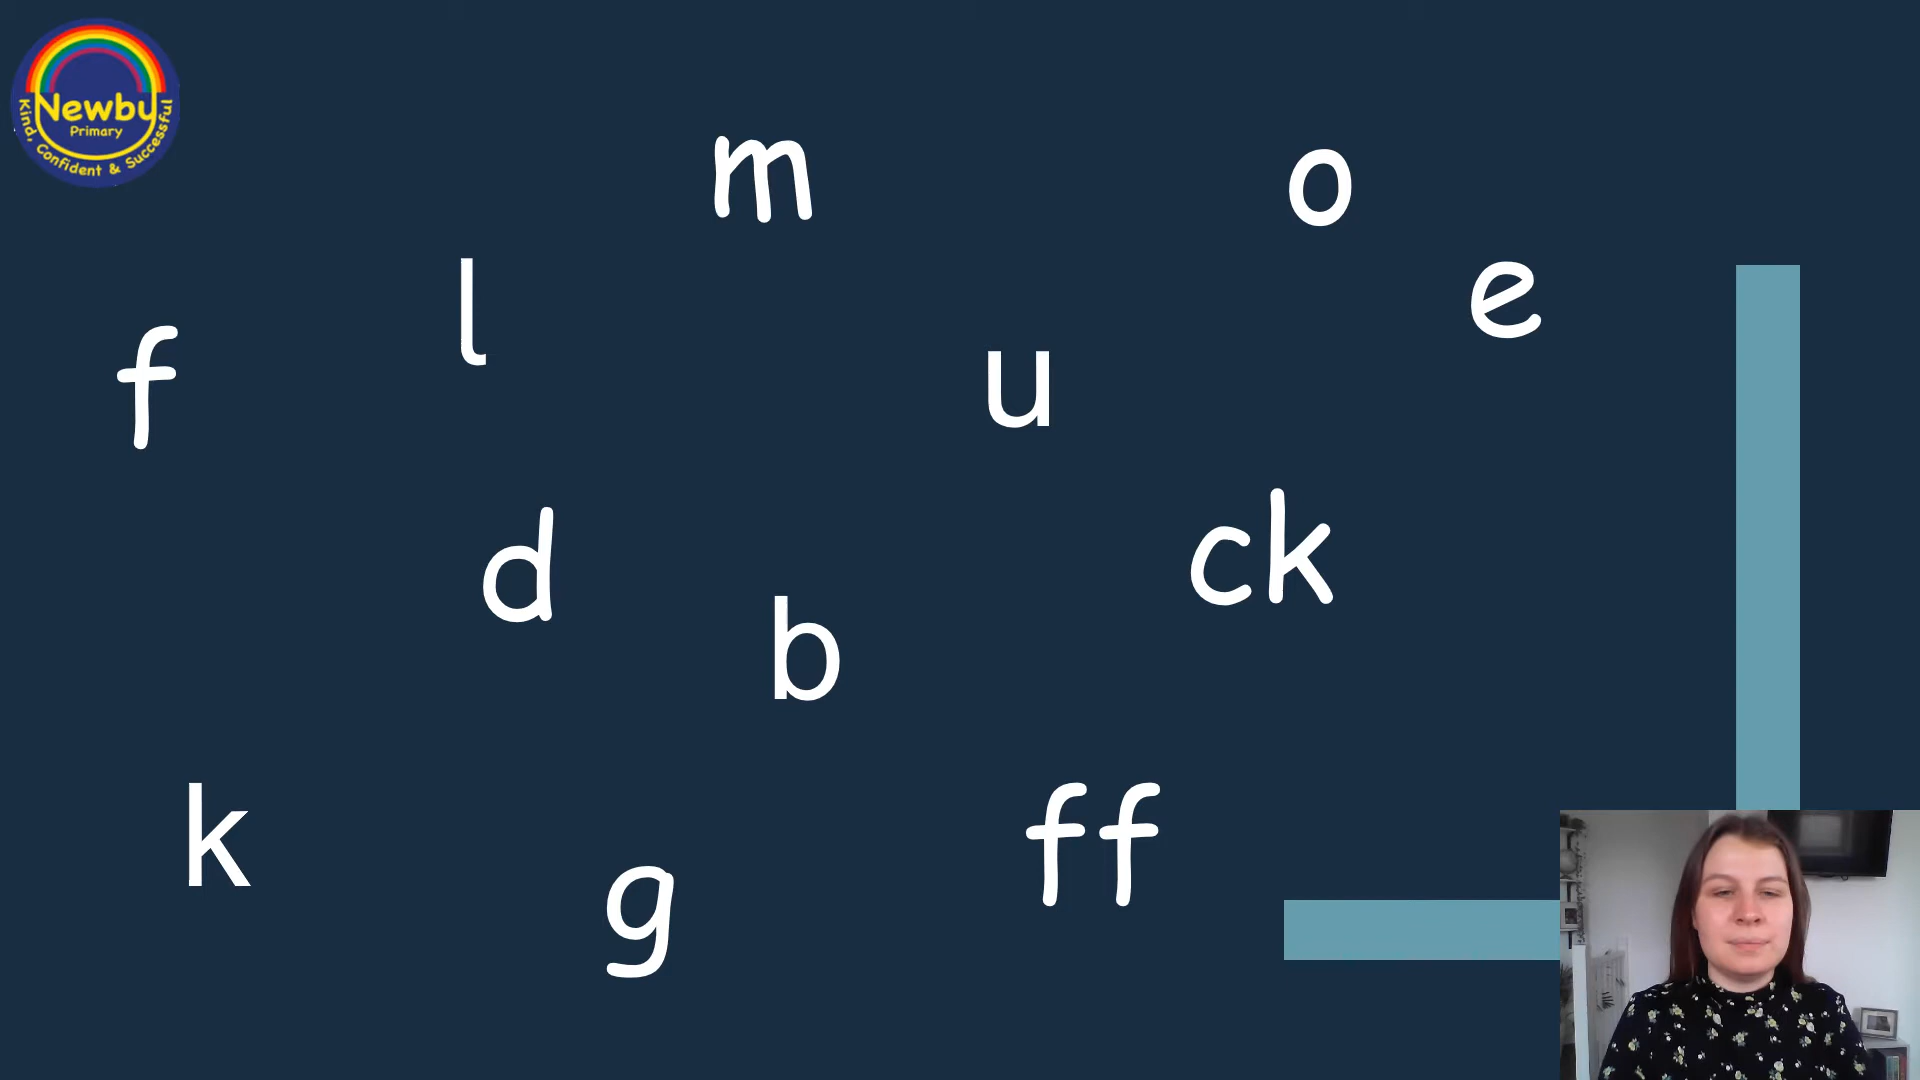 Newby
Primary
Kind, Confident & Successful
m
o
l
e
f
u
d
ck
b
k
g
ff